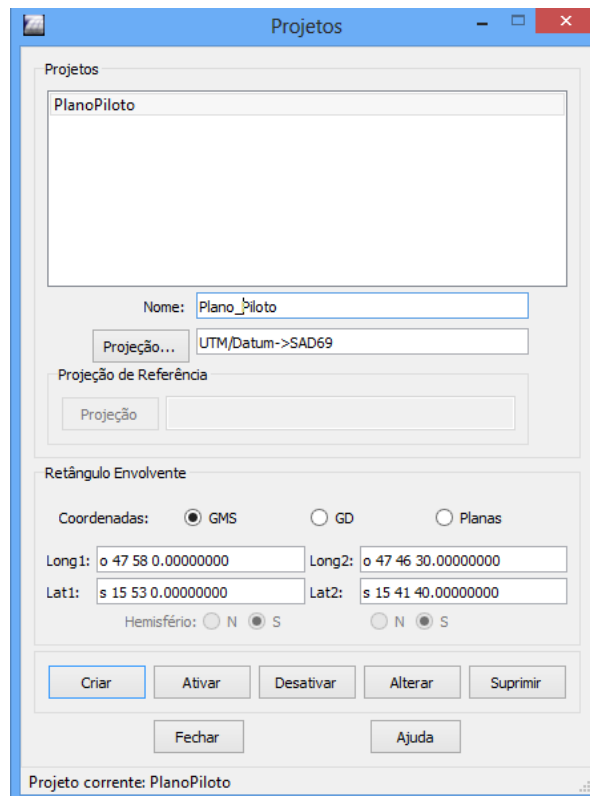 Projetos
Projetos
PlanoPiloto
Nome: Plano_Piloto
Projeção... UTM/Datum->SAD69
Projeção de Referência
Projeção
Retângulo Envolvente
Coordenadas: GMS GD Planas
Long1: o 47 58 0.00000000 Long2: o 47 46 30.00000000
Lat1: s 15 53 0.00000000 Lat2: s 15 41 40.00000000
Hemisfério: N S N S
Criar Ativar Desativar Alterar Suprimir
Fechar Ajuda
Projeto corrente: PlanoPiloto